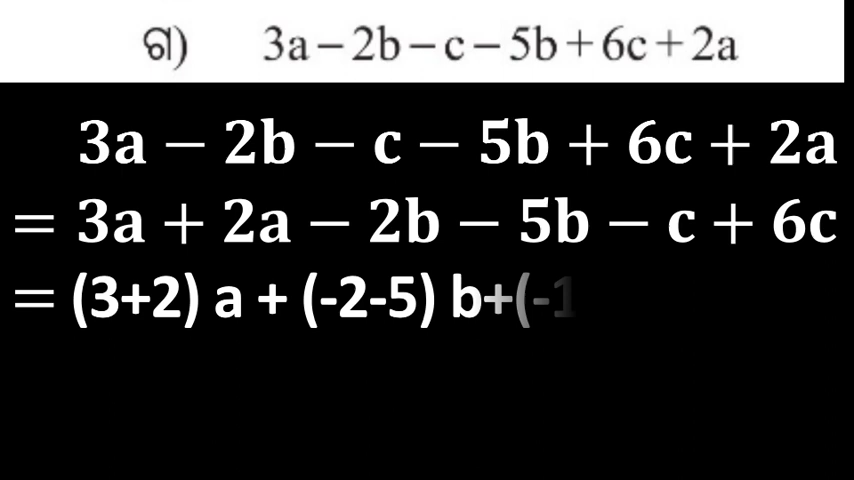 ଗ) 3a − 2b − c − 5b + 6c + 2a
3a − 2b − c − 5b + 6c + 2a
= 3a + 2a − 2b − 5b − c + 6c
= (3+2) a + (-2-5) b+(-1